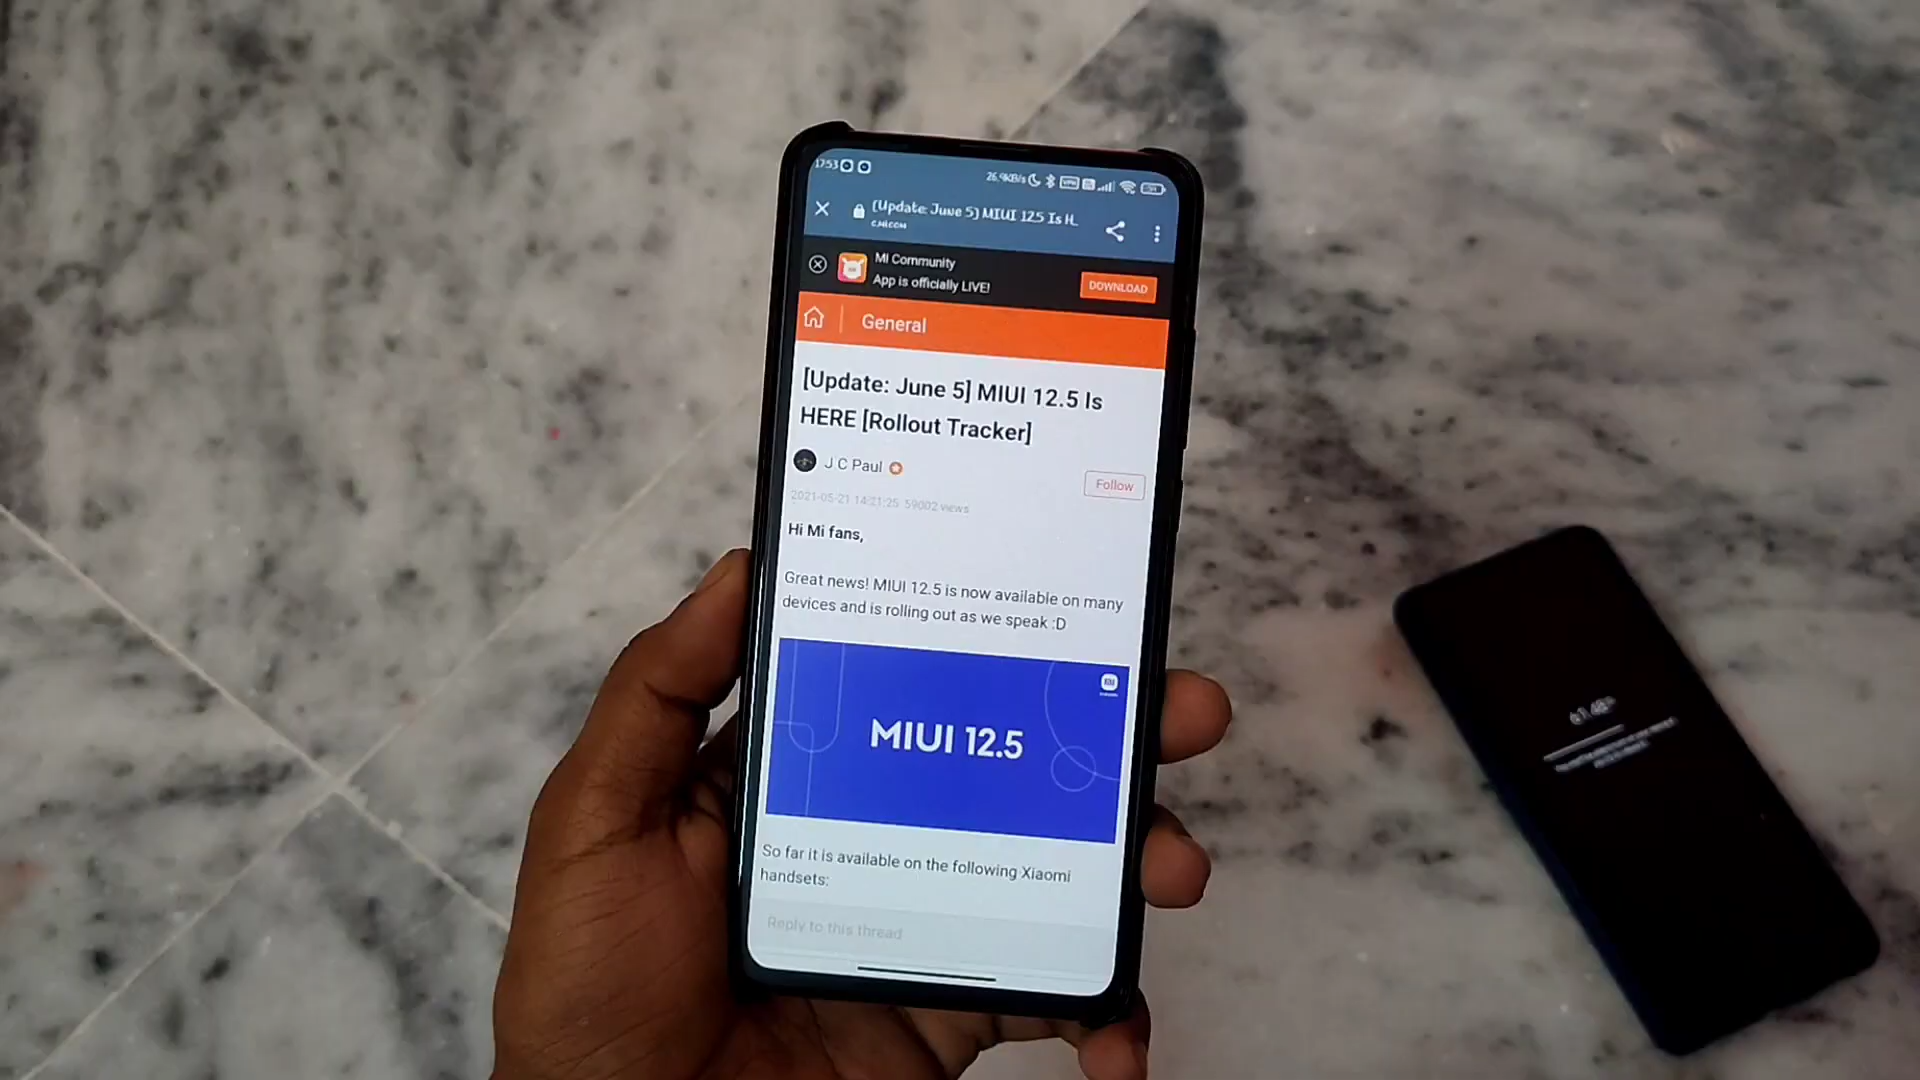 17:53
26.9KB/s
[Update: June 5] MIUI 12.5 Is H...
c.mi.com
Mi Community
App is officially LIVE!
DOWNLOAD
General
[Update: June 5] MIUI 12.5 Is
HERE [Rollout Tracker]
J C Paul
Follow
2021-05-21 14:21:25 59002 views
Hi Mi fans,
Great news! MIUI 12.5 is now available on many
devices and is rolling out as we speak :D
MIUI 12.5
So far it is available on the following Xiaomi
handsets:
Reply to this thread